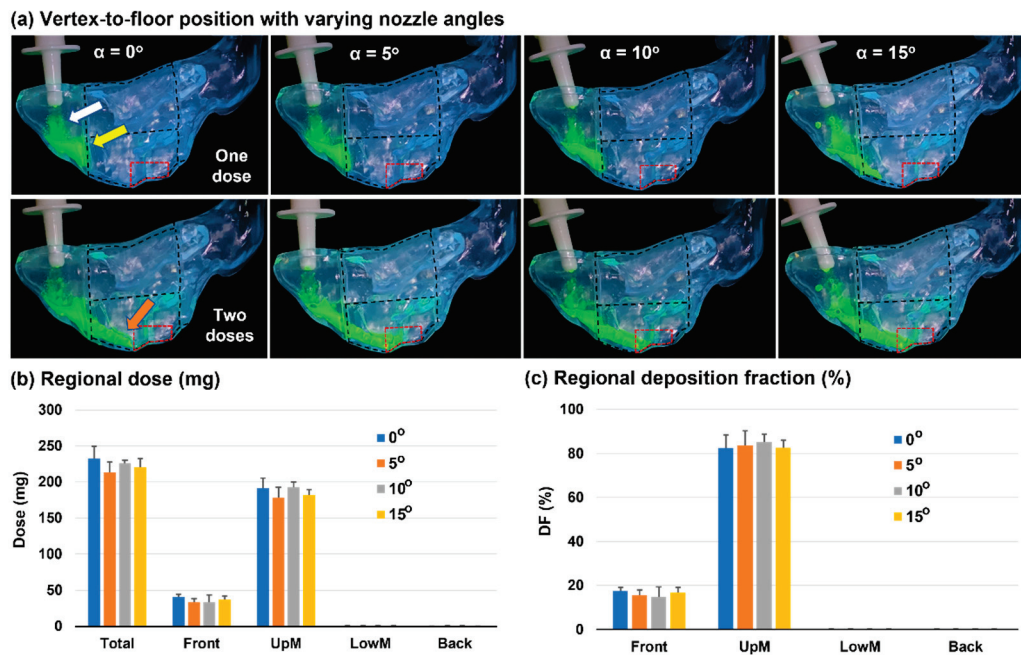 (a) Vertex-to-floor position with varying nozzle angles
α = 0° α = 5° α = 10° α = 15°
One
dose
Two
doses
(b) Regional dose (mg)
Dose (mg)
300
250
200
150
100
50
0
Total Front UpM LowM Back
0°
5°
10°
15°
(c) Regional deposition fraction (%)
DF (%)
100
80
60
40
20
0
Front UpM LowM Back
0°
5°
10°
15°